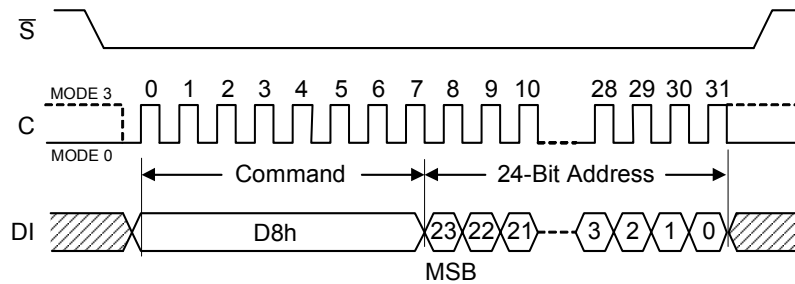 S̅
MODE 3
0 1 2 3 4 5 6 7 8 9 10 28 29 30 31
C
MODE 0
Command 24-Bit Address
DI D8h 23 22 21 3 2 1 0
MSB